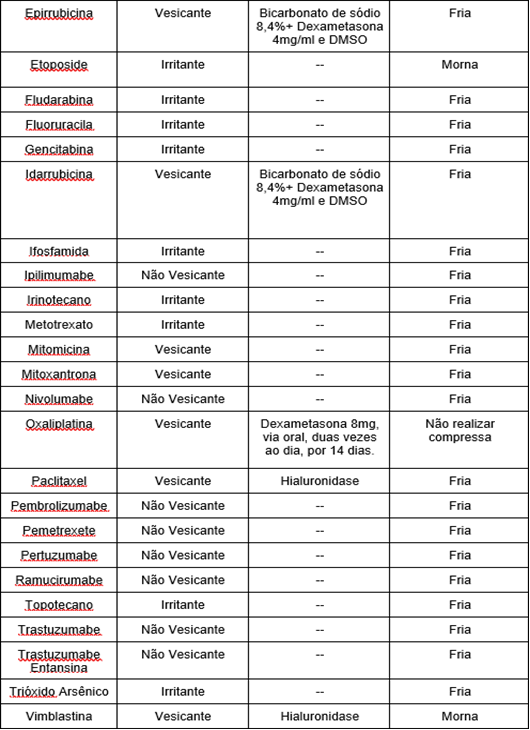 Epirrubicina Vesicante Bicarbonato de sódio Fria
8,4%+ Dexametasona
4mg/ml e DMSO
Etoposide Irritante -- Morna
Fludarabina Irritante -- Fria
Fluoruracila Irritante -- Fria
Gencitabina Irritante -- Fria
Idarrubicina Vesicante Bicarbonato de sódio Fria
8,4%+ Dexametasona
4mg/ml e DMSO
Ifosfamida Irritante -- Fria
Ipilimumabe Não Vesicante -- Fria
Irinotecano Irritante -- Fria
Metotrexato Irritante -- Fria
Mitomicina Vesicante -- Fria
Mitoxantrona Vesicante -- Fria
Nivolumabe Não Vesicante -- Fria
Oxaliplatina Vesicante Dexametasona 8mg, Não realizar
via oral, duas vezes compressa
ao dia, por 14 dias.
Paclitaxel Vesicante Hialuronidase Fria
Pembrolizumabe Não Vesicante -- Fria
Pemetrexete Não Vesicante -- Fria
Pertuzumabe Não Vesicante -- Fria
Ramucirumabe Não Vesicante -- Fria
Topotecano Irritante -- Fria
Trastuzumabe Não Vesicante -- Fria
Trastuzumabe Não Vesicante -- Fria
Entansina
Trióxido Arsênico Irritante -- Fria
Vimblastina Vesicante Hialuronidase Morna